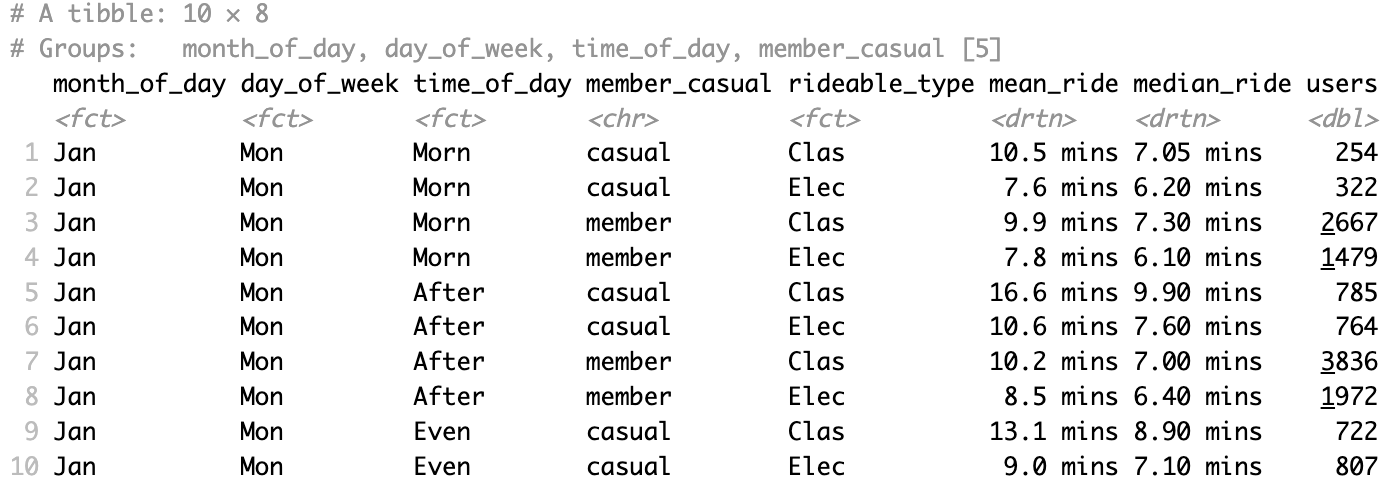 # A tibble: 10 × 8
# Groups: month_of_day, day_of_week, time_of_day, member_casual [5]
month_of_day day_of_week time_of_day member_casual rideable_type mean_ride median_ride users
<fct> <fct> <fct> <chr> <fct> <drtn> <drtn> <dbl>
1 Jan Mon Morn casual Clas 10.5 mins 7.05 mins 254
2 Jan Mon Morn casual Elec 7.6 mins 6.20 mins 322
3 Jan Mon Morn member Clas 9.9 mins 7.30 mins 2667
4 Jan Mon Morn member Elec 7.8 mins 6.10 mins 1479
5 Jan Mon After casual Clas 16.6 mins 9.90 mins 785
6 Jan Mon After casual Elec 10.6 mins 7.60 mins 764
7 Jan Mon After member Clas 10.2 mins 7.00 mins 3836
8 Jan Mon After member Elec 8.5 mins 6.40 mins 1972
9 Jan Mon Even casual Clas 13.1 mins 8.90 mins 722
10 Jan Mon Even casual Elec 9.0 mins 7.10 mins 807